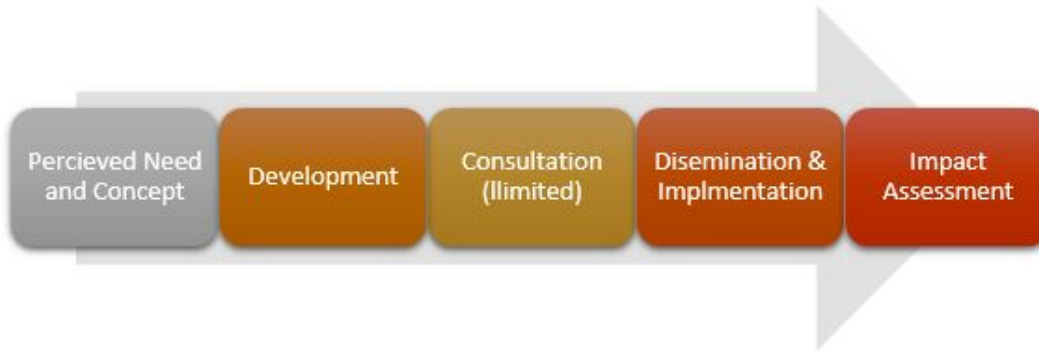 Percieved Need
and Concept
Development
Consultation
(llimited)
Disemination &
Implmentation
Impact
Assessment